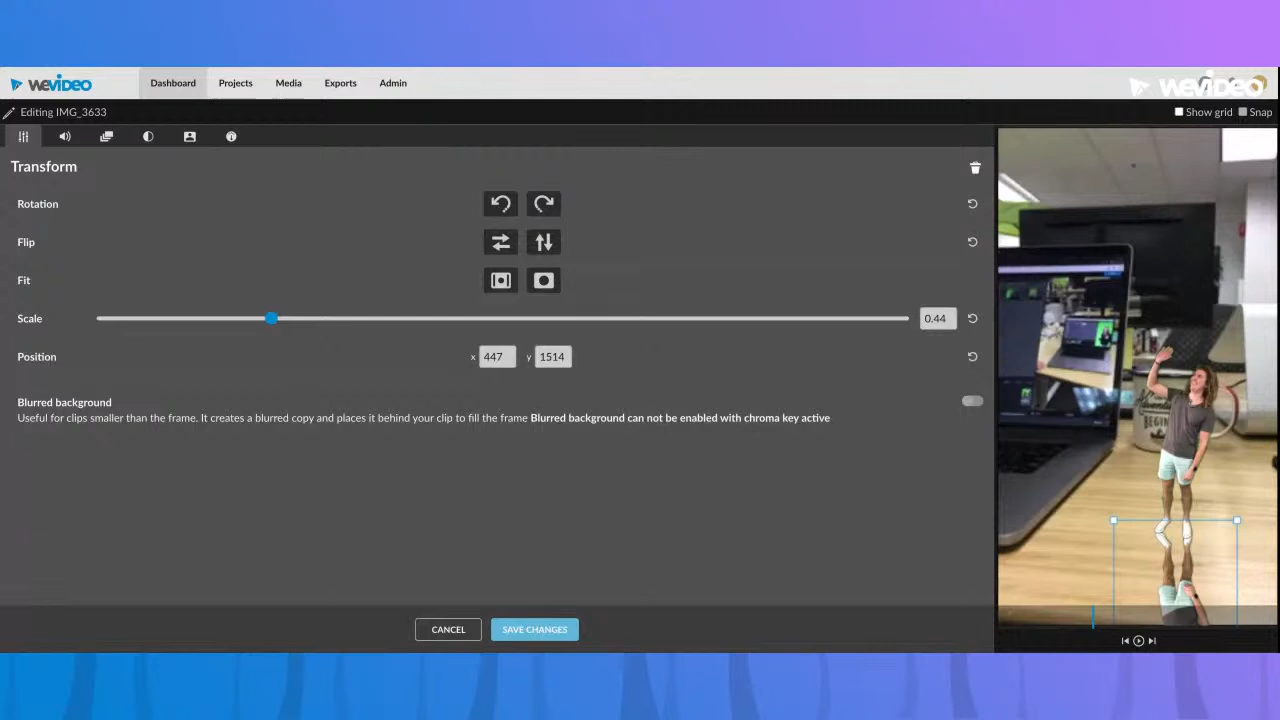 wevideo
Dashboard Projects Media Exports Admin
wevideo
Editing IMG_3633
Show grid Snap
Transform
Rotation
Flip
Fit
Scale 0.44
Position x 447 y 1514
Blurred background
Useful for clips smaller than the frame. It creates a blurred copy and places it behind your clip to fill the frame Blurred background can not be enabled with chroma key active
CANCEL SAVE CHANGES